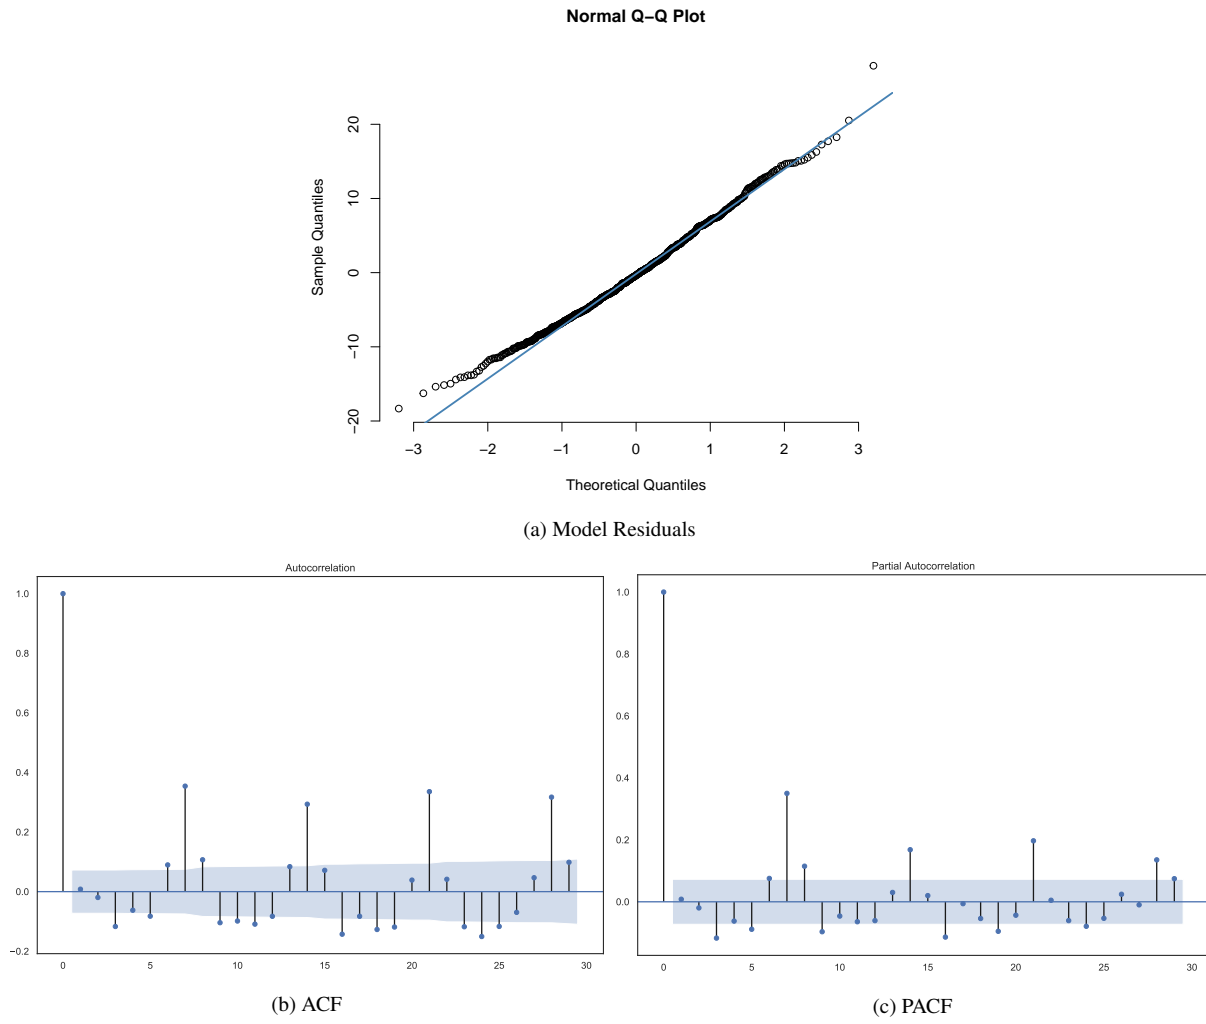 Normal Q−Q Plot
20
10
0
−10
−20
Sample Quantiles
−3 −2 −1 0 1 2 3
Theoretical Quantiles
(a) Model Residuals
Autocorrelation
1.0
0.8
0.6
0.4
0.2
0.0
−0.2
0 5 10 15 20 25 30
(b) ACF
Partial Autocorrelation
1.0
0.8
0.6
0.4
0.2
0.0
0 5 10 15 20 25 30
(c) PACF